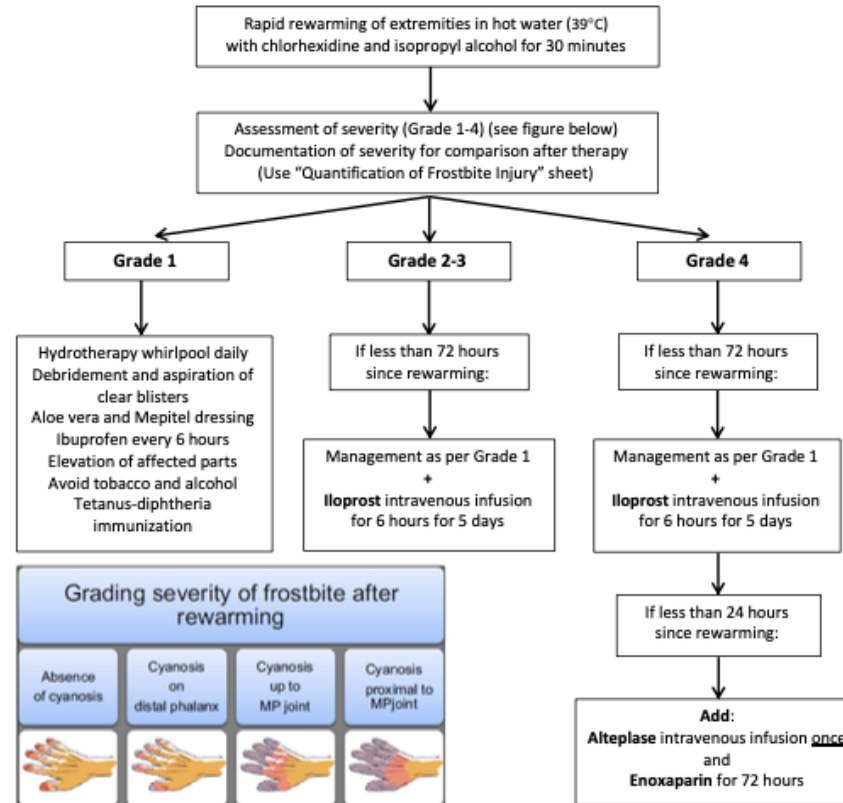 Rapid rewarming of extremities in hot water (39°C)
with chlorhexidine and isopropyl alcohol for 30 minutes
Assessment of severity (Grade 1-4) (see figure below)
Documentation of severity for comparison after therapy
(Use “Quantification of Frostbite Injury” sheet)
Grade 1
Grade 2-3
Grade 4
Hydrotherapy whirlpool daily
Debridement and aspiration of
clear blisters
Aloe vera and Mepitel dressing
Ibuprofen every 6 hours
Elevation of affected parts
Avoid tobacco and alcohol
Tetanus-diphtheria
immunization
If less than 72 hours
since rewarming:
Management as per Grade 1
+
Iloprost intravenous infusion
for 6 hours for 5 days
If less than 72 hours
since rewarming:
Management as per Grade 1
+
Iloprost intravenous infusion
for 6 hours for 5 days
If less than 24 hours
since rewarming:
Add:
Alteplase intravenous infusion once
and
Enoxaparin for 72 hours
Grading severity of frostbite after
rewarming
Absence
of cyanosis
Cyanosis
on
distal phalanx
Cyanosis
up to
MP joint
Cyanosis
proximal to
MPjoint